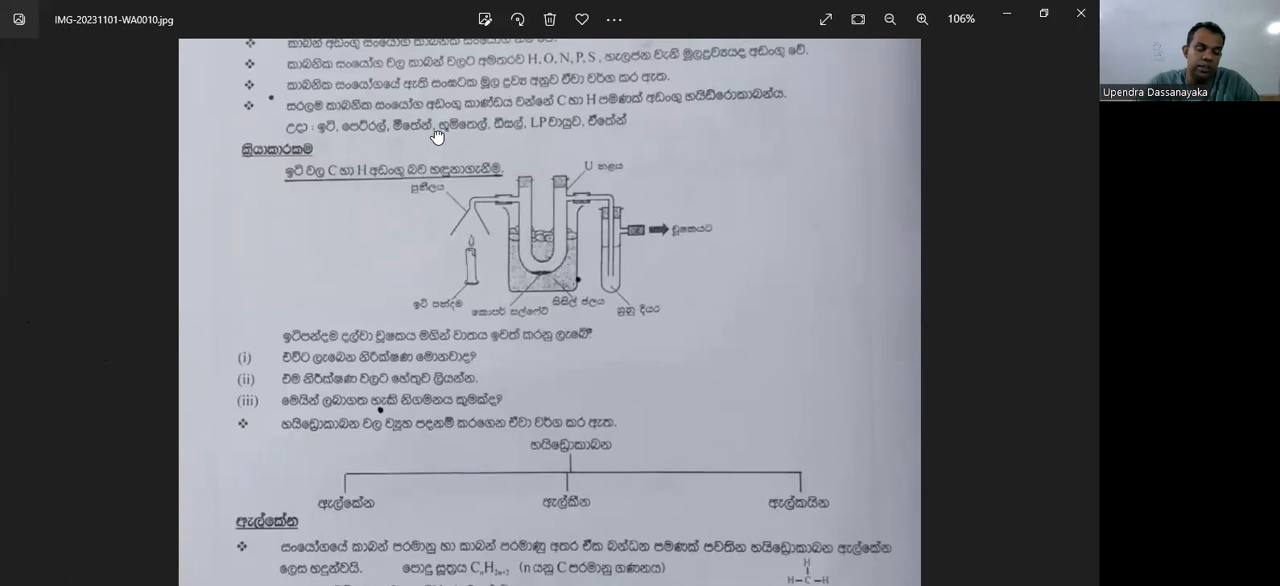 IMG-20231101-WA0010.jpg
106%
Upendra Dassanayaka
කාබන් අඩංගු සංයෝග කාබනික සංයෝග නම් වේ.
කාබනික සංයෝග වල කාබන් වලට අමතරව H, O, N, P, S, හැලජන වැනි මූලද්‍රව්‍යයද අඩංගු වේ.
කාබනික සංයෝගයේ ඇති සංඝටක මූල ද්‍රව්‍ය අනුව ඒවා වර්ග කර ඇත.
සරලම කාබනික සංයෝග අඩංගු කාණ්ඩය වන්නේ C හා H පමණක් අඩංගු හයිඩ්රොකාබන්ය.
උදා : ඉටි, පෙට්රල්, මීතේන්, භූමිතෙල්, ඩීසල්, LP වායුව, ඒතේන්
ක්‍රියාකාරකම
ඉටි වල C හා H අඩංගු බව හඳුනාගැනීම.
U නළය
පුනීලය
චූෂකයට
ඉටි පන්දම
කොපර් සල්ෆේට්
සිසිල් ජලය
හුනු දියර
ඉටිපන්දම දල්වා චූෂකය මගින් වාතය ඉවත් කරනු ලැබේ.
(i) එවිට ලැබෙන නිරීක්ෂණ මොනවාද?
(ii) එම නිරීක්ෂණ වලට හේතුව ලියන්න.
(iii) මෙයින් ලබාගත හැකි නිගමනය කුමක්ද?
හයිඩ්‍රොකාබන වල ව්‍යූහ පදනම් කරගෙන ඒවා වර්ග කර ඇත.
හයිඩ්‍රොකාබන
ඇල්කේන
ඇල්කීන
ඇල්කයින
ඇල්කේන
සංයෝගයේ කාබන් පරමාණු හා කාබන් පරමාණු අතර ඒක බන්ධන පමණක් පවතින හයිඩ්‍රොකාබන ඇල්කේන
ලෙස හඳුන්වයි. පොදු සූත්‍රය CₙH₂ₙ₊₂ (n යනු C පරමාණු ගණනය)
H
H–C–H